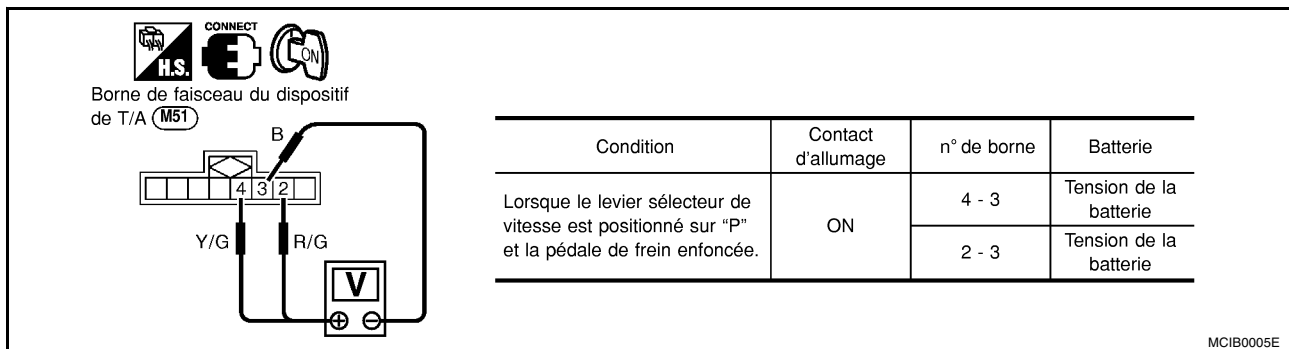 H.S.
CONNECT
ON
Borne de faisceau du dispositif
de T/A M51
B
4 3 2
Y/G
R/G
V
+ -
Condition
Contact
d'allumage
n° de borne
Batterie
Lorsque le levier sélecteur de
vitesse est positionné sur “P”
et la pédale de frein enfoncée.
ON
4 - 3
Tension de la
batterie
2 - 3
Tension de la
batterie
MCIB0005E